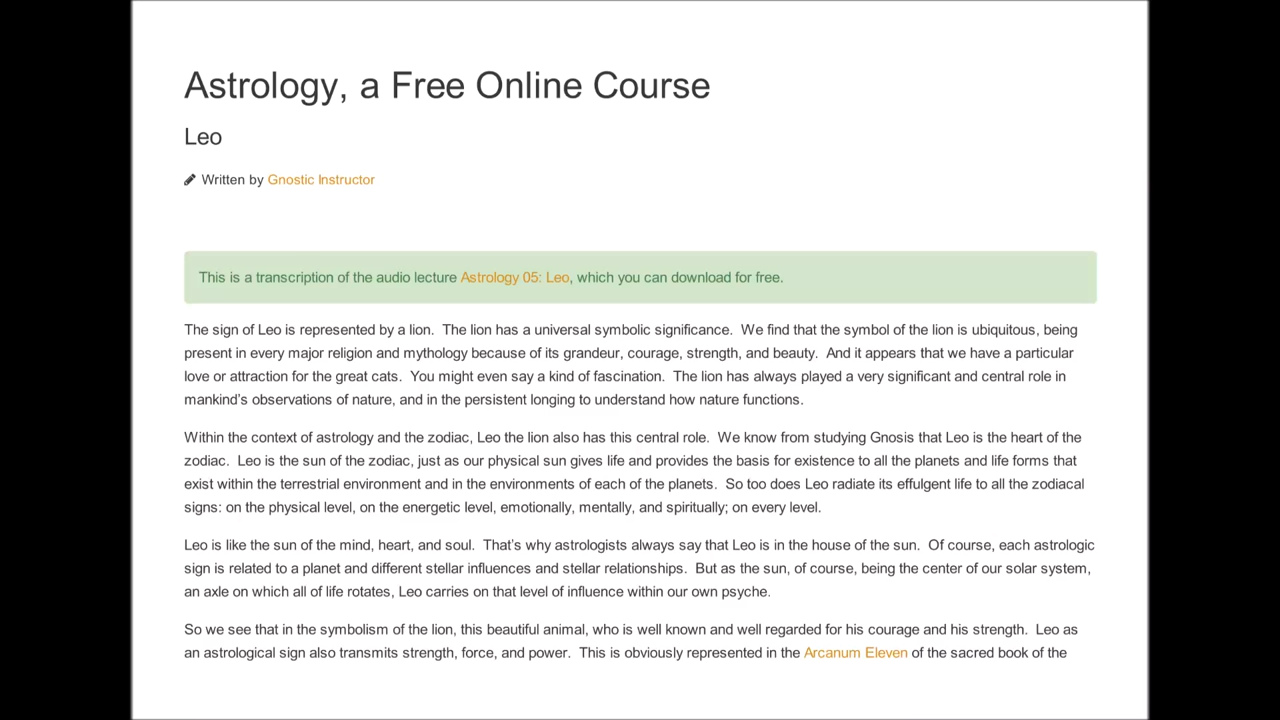 Astrology, a Free Online Course
Leo
Written by Gnostic Instructor
This is a transcription of the audio lecture Astrology 05: Leo, which you can download for free.
The sign of Leo is represented by a lion.  The lion has a universal symbolic significance.  We find that the symbol of the lion is ubiquitous, being
present in every major religion and mythology because of its grandeur, courage, strength, and beauty.  And it appears that we have a particular
love or attraction for the great cats.  You might even say a kind of fascination.  The lion has always played a very significant and central role in
mankind’s observations of nature, and in the persistent longing to understand how nature functions.
Within the context of astrology and the zodiac, Leo the lion also has this central role.  We know from studying Gnosis that Leo is the heart of the
zodiac.  Leo is the sun of the zodiac, just as our physical sun gives life and provides the basis for existence to all the planets and life forms that
exist within the terrestrial environment and in the environments of each of the planets.  So too does Leo radiate its effulgent life to all the zodiacal
signs: on the physical level, on the energetic level, emotionally, mentally, and spiritually; on every level.
Leo is like the sun of the mind, heart, and soul.  That’s why astrologists always say that Leo is in the house of the sun.  Of course, each astrologic
sign is related to a planet and different stellar influences and stellar relationships.  But as the sun, of course, being the center of our solar system,
an axle on which all of life rotates, Leo carries on that level of influence within our own psyche.
So we see that in the symbolism of the lion, this beautiful animal, who is well known and well regarded for his courage and his strength.  Leo as
an astrological sign also transmits strength, force, and power.  This is obviously represented in the Arcanum Eleven of the sacred book of the